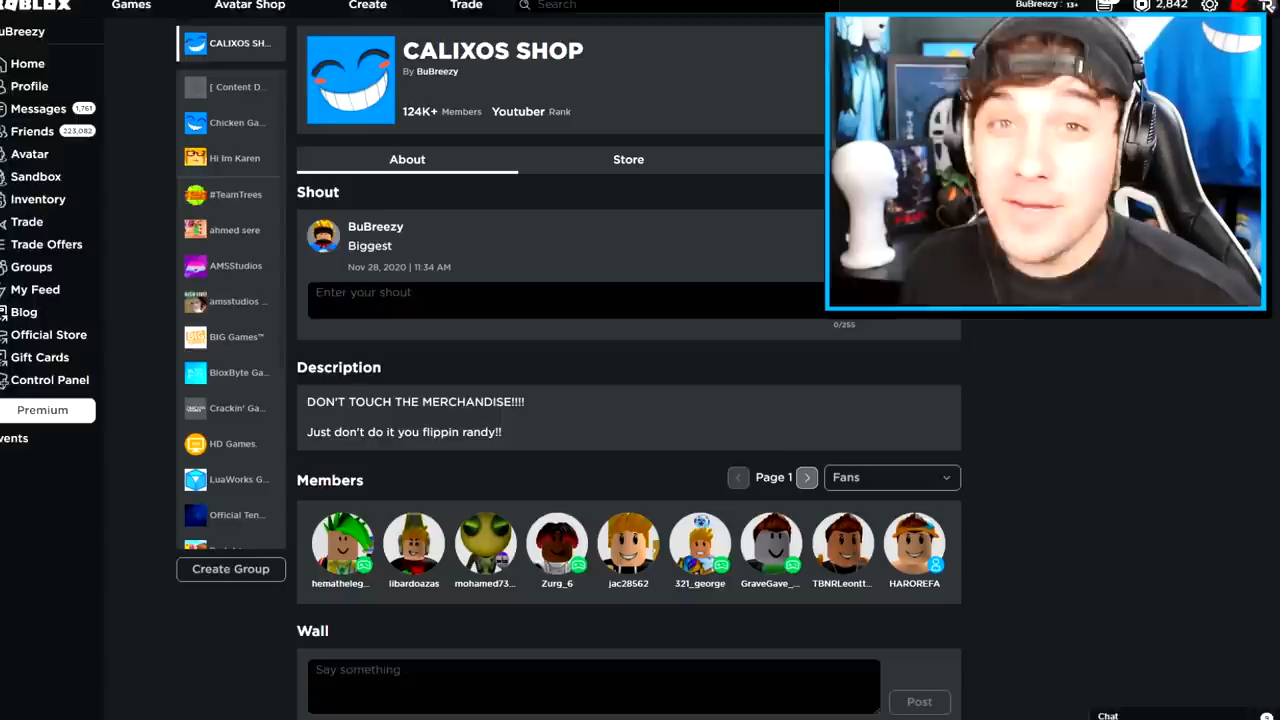 ROBLOX
Games
Avatar Shop
Create
Trade
Search
BuBreezy: 13+
2,842
uBreezy
Home
Profile
Messages 1,761
Friends 223,082
Avatar
Sandbox
Inventory
Trade
Trade Offers
Groups
My Feed
Blog
Official Store
Gift Cards
Control Panel
Premium
vents
CALIXOS SH...
[ Content D...
Chicken Ga...
Hi Im Karen
#TeamTrees
ahmed sere
AMSStudios
amsstudios ...
BIG Games™
BloxByte Ga...
Crackin' Ga...
HD Games.
LuaWorks G...
Official Ten...
Create Group
CALIXOS SHOP
By BuBreezy
124K+ Members Youtuber Rank
About
Store
Shout
BuBreezy
Biggest
Nov 28, 2020 | 11:34 AM
Enter your shout
0/255
Description
DON'T TOUCH THE MERCHANDISE!!!!
Just don't do it you flippin randy!!
Members
Page 1
Fans
hematheleg...
libardoazas
mohamed73...
Zurg_6
jac28562
321_george
GraveGave_...
TBNRLeontt...
HAROREFA
Wall
Say something
Post
Chat